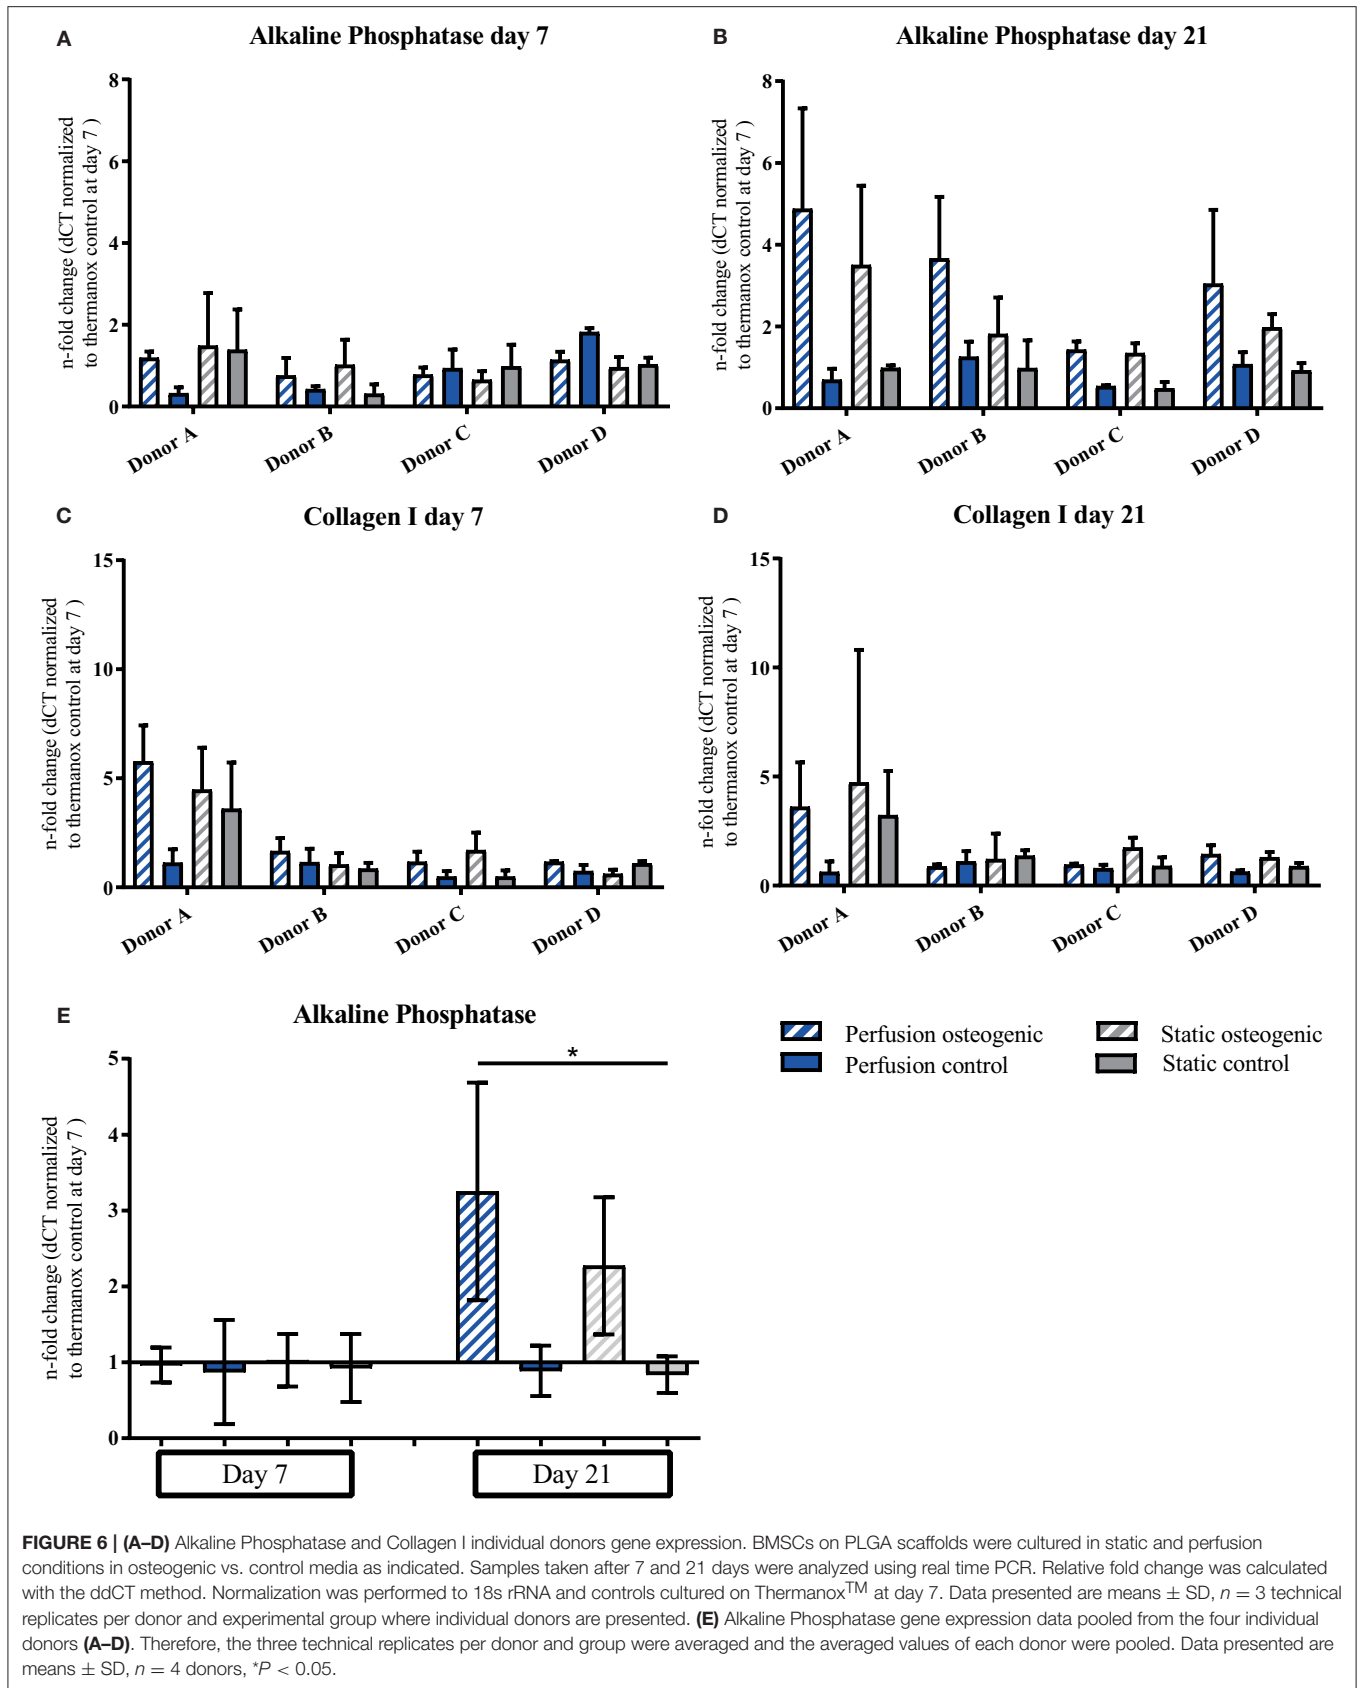 A
Alkaline Phosphatase day 7
n-fold change (dCT normalized
to thermanox control at day 7 )
8
6
4
2
0
Donor A
Donor B
Donor C
Donor D
B
Alkaline Phosphatase day 21
n-fold change (dCT normalized
to thermanox control at day 7 )
8
6
4
2
0
Donor A
Donor B
Donor C
Donor D
C
Collagen I day 7
n-fold change (dCT normalized
to thermanox control at day 7 )
15
10
5
0
Donor A
Donor B
Donor C
Donor D
D
Collagen I day 21
n-fold change (dCT normalized
to thermanox control at day 7 )
15
10
5
0
Donor A
Donor B
Donor C
Donor D
E
Alkaline Phosphatase
n-fold change (dCT normalized
to thermanox control at day 7 )
5
4
3
2
1
0
*
Day 7
Day 21
Perfusion osteogenic
Perfusion control
Static osteogenic
Static control
FIGURE 6 | (A–D) Alkaline Phosphatase and Collagen I individual donors gene expression. BMSCs on PLGA scaffolds were cultured in static and perfusion
conditions in osteogenic vs. control media as indicated. Samples taken after 7 and 21 days were analyzed using real time PCR. Relative fold change was calculated
with the ddCT method. Normalization was performed to 18s rRNA and controls cultured on Thermanox™ at day 7. Data presented are means ± SD, n = 3 technical
replicates per donor and experimental group where individual donors are presented. (E) Alkaline Phosphatase gene expression data pooled from the four individual
donors (A–D). Therefore, the three technical replicates per donor and group were averaged and the averaged values of each donor were pooled. Data presented are
means ± SD, n = 4 donors, *P < 0.05.